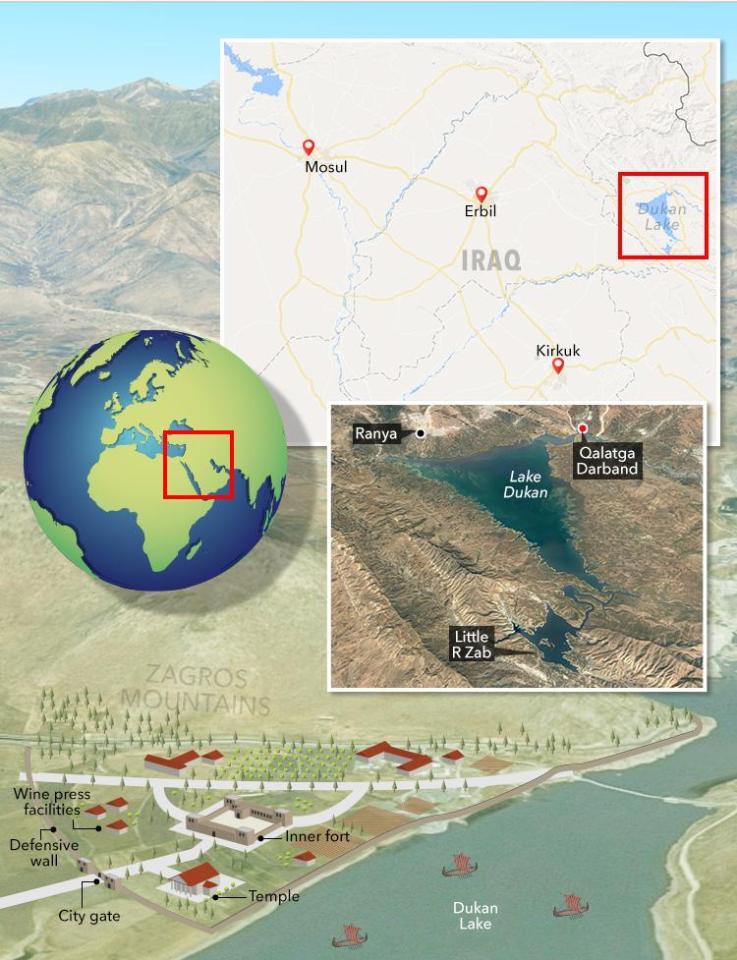 Mosul
Erbil
Dukan
Lake
IRAQ
Kirkuk
Ranya
Qalatga
Darband
Lake
Dukan
Little
R Zab
ZAGROS
MOUNTAINS
Wine press
facilities
Defensive
wall
Inner fort
Temple
City gate
Dukan
Lake